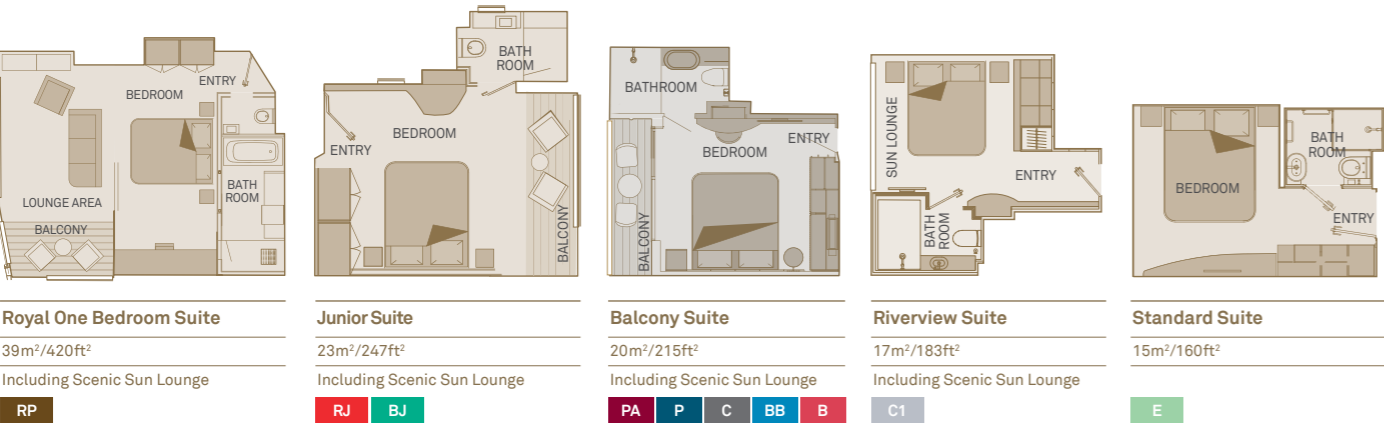 ENTRY
BEDROOM
LOUNGE AREA
BALCONY
BATH
ROOM
Royal One Bedroom Suite
39m²/420ft²
Including Scenic Sun Lounge
RP
BATH
ROOM
BEDROOM
ENTRY
BALCONY
Junior Suite
23m²/247ft²
Including Scenic Sun Lounge
RJ BJ
BATHROOM
ENTRY
BEDROOM
BALCONY
Balcony Suite
20m²/215ft²
Including Scenic Sun Lounge
PA P C BB B
SUN LOUNGE
ENTRY
BATH
ROOM
Riverview Suite
17m²/183ft²
Including Scenic Sun Lounge
C1
BATH
ROOM
BEDROOM
ENTRY
Standard Suite
15m²/160ft²
E